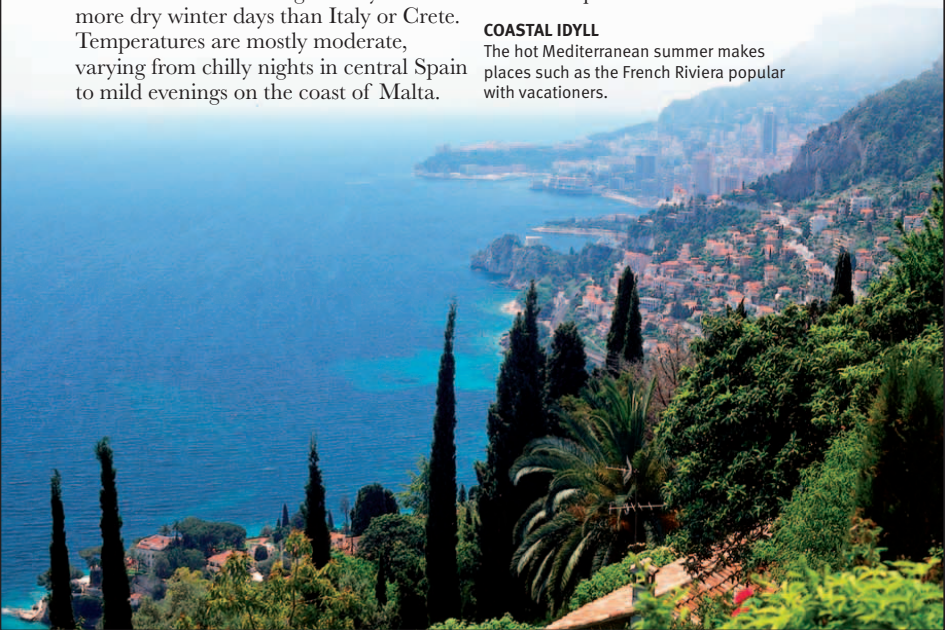 more dry winter days than Italy or Crete.
Temperatures are mostly moderate,
varying from chilly nights in central Spain
to mild evenings on the coast of Malta.
COASTAL IDYLL
The hot Mediterranean summer makes
places such as the French Riviera popular
with vacationers.